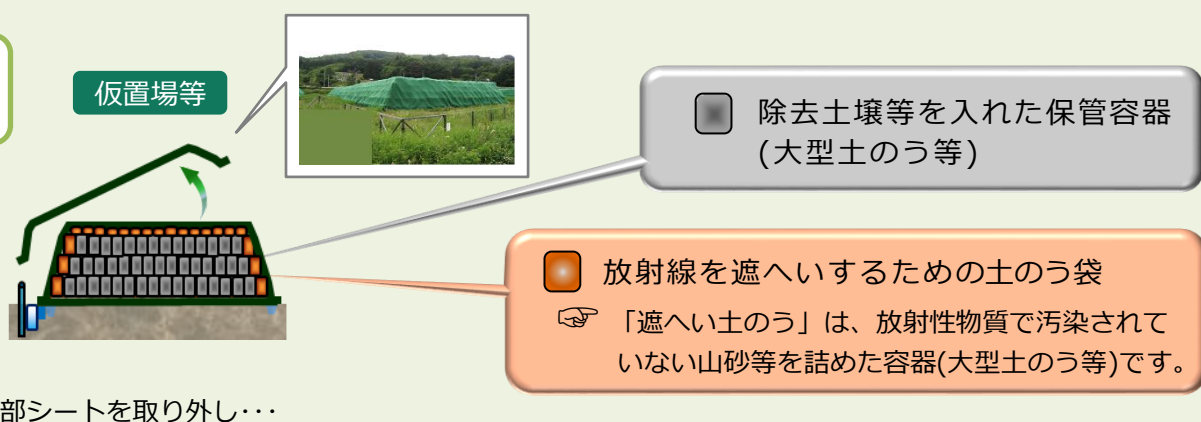 仮置場等
除去土壌等を入れた保管容器
(大型土のう等)
放射線を遮へいするための土のう袋
☞ 「遮へい土のう」は、放射性物質で汚染されて
いない山砂等を詰めた容器(大型土のう等)です。
部シートを取り外し･･･